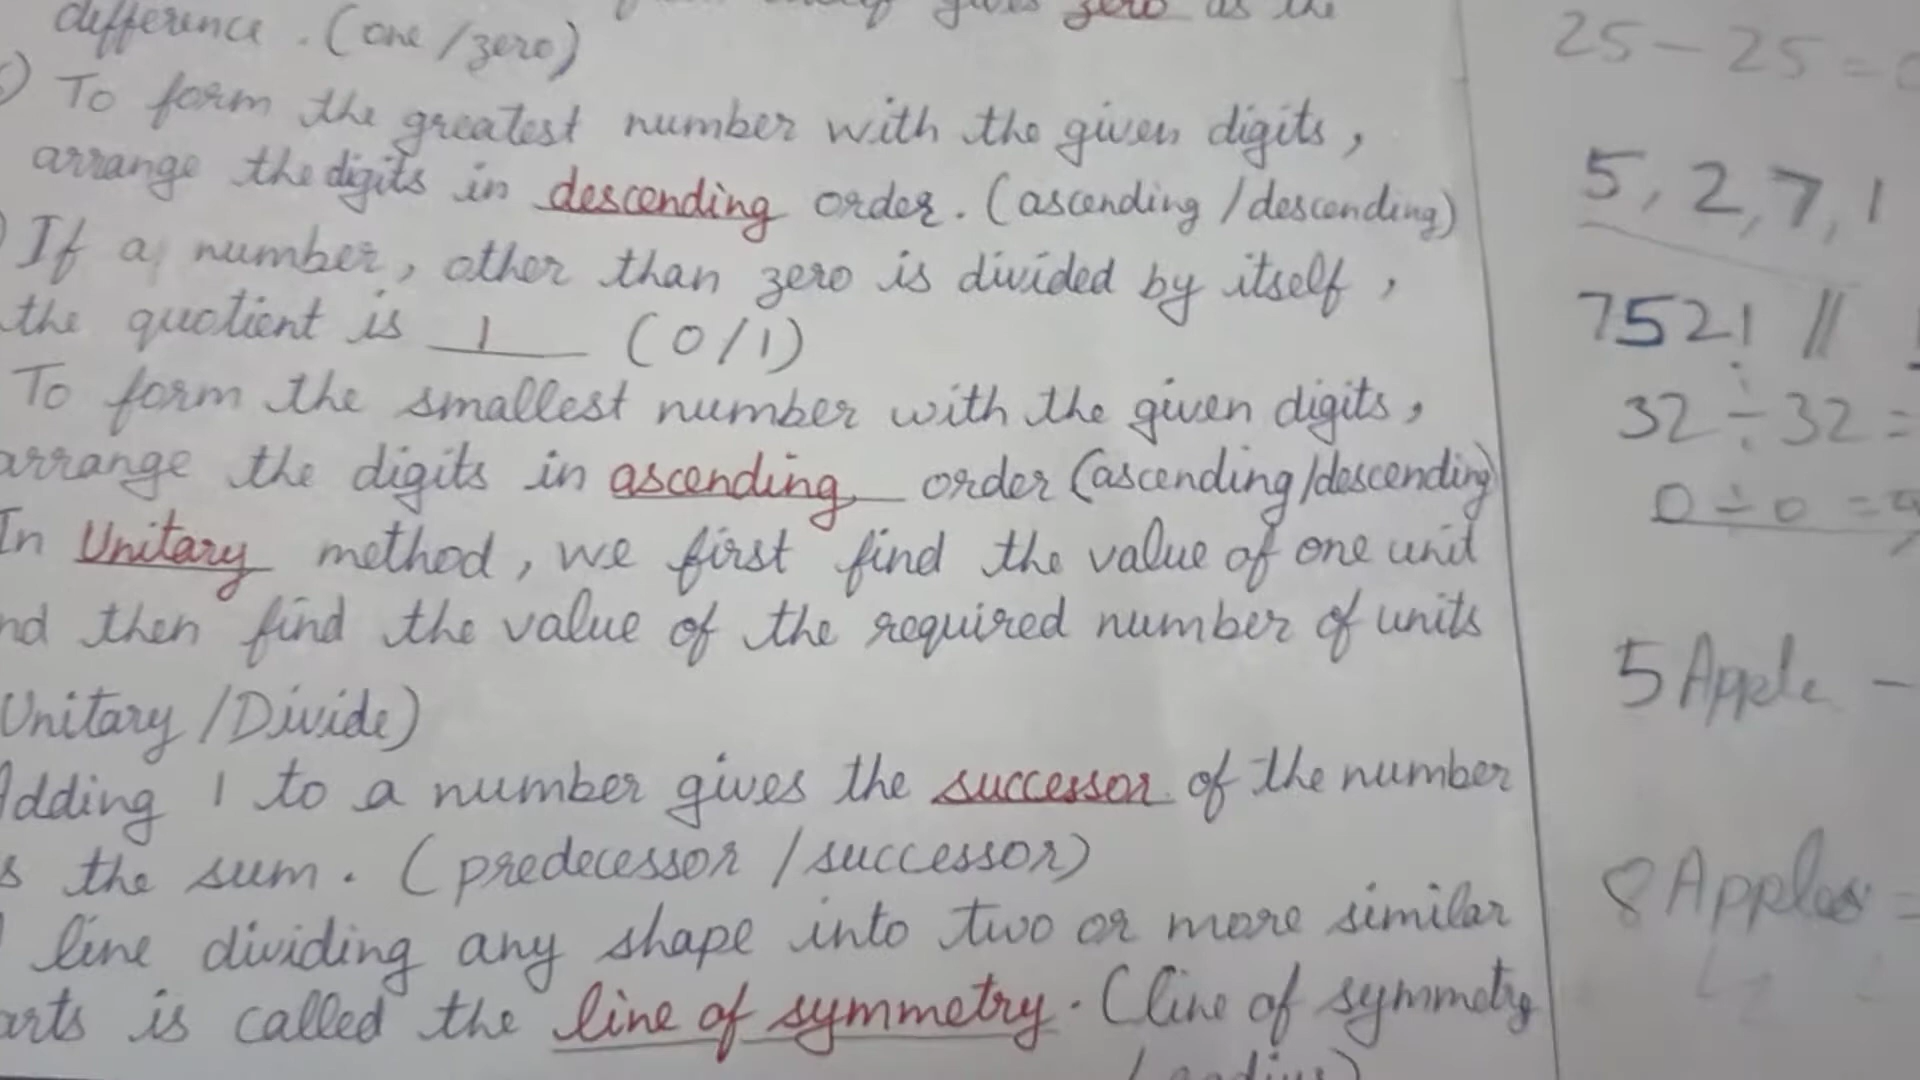 gives zero as the
difference. (one/zero)
) To form the greatest number with the given digits,
arrange the digits in descending order. (ascending/descending)
) If a number, other than zero is divided by itself,
the quotient is 1 (0/1)
To form the smallest number with the given digits,
arrange the digits in ascending order (ascending/descending)
In Unitary method, we first find the value of one unit
nd then find the value of the required number of units
Unitary/Divide)
Adding 1 to a number gives the successor of the number
s the sum. (predecessor/successor)
line dividing any shape into two or more similar
arts is called the line of symmetry. (line of symmetry
25-25=0
5,2,7,1
7521 //
32÷32=
0÷0=
5 Apple -
8 Apples =